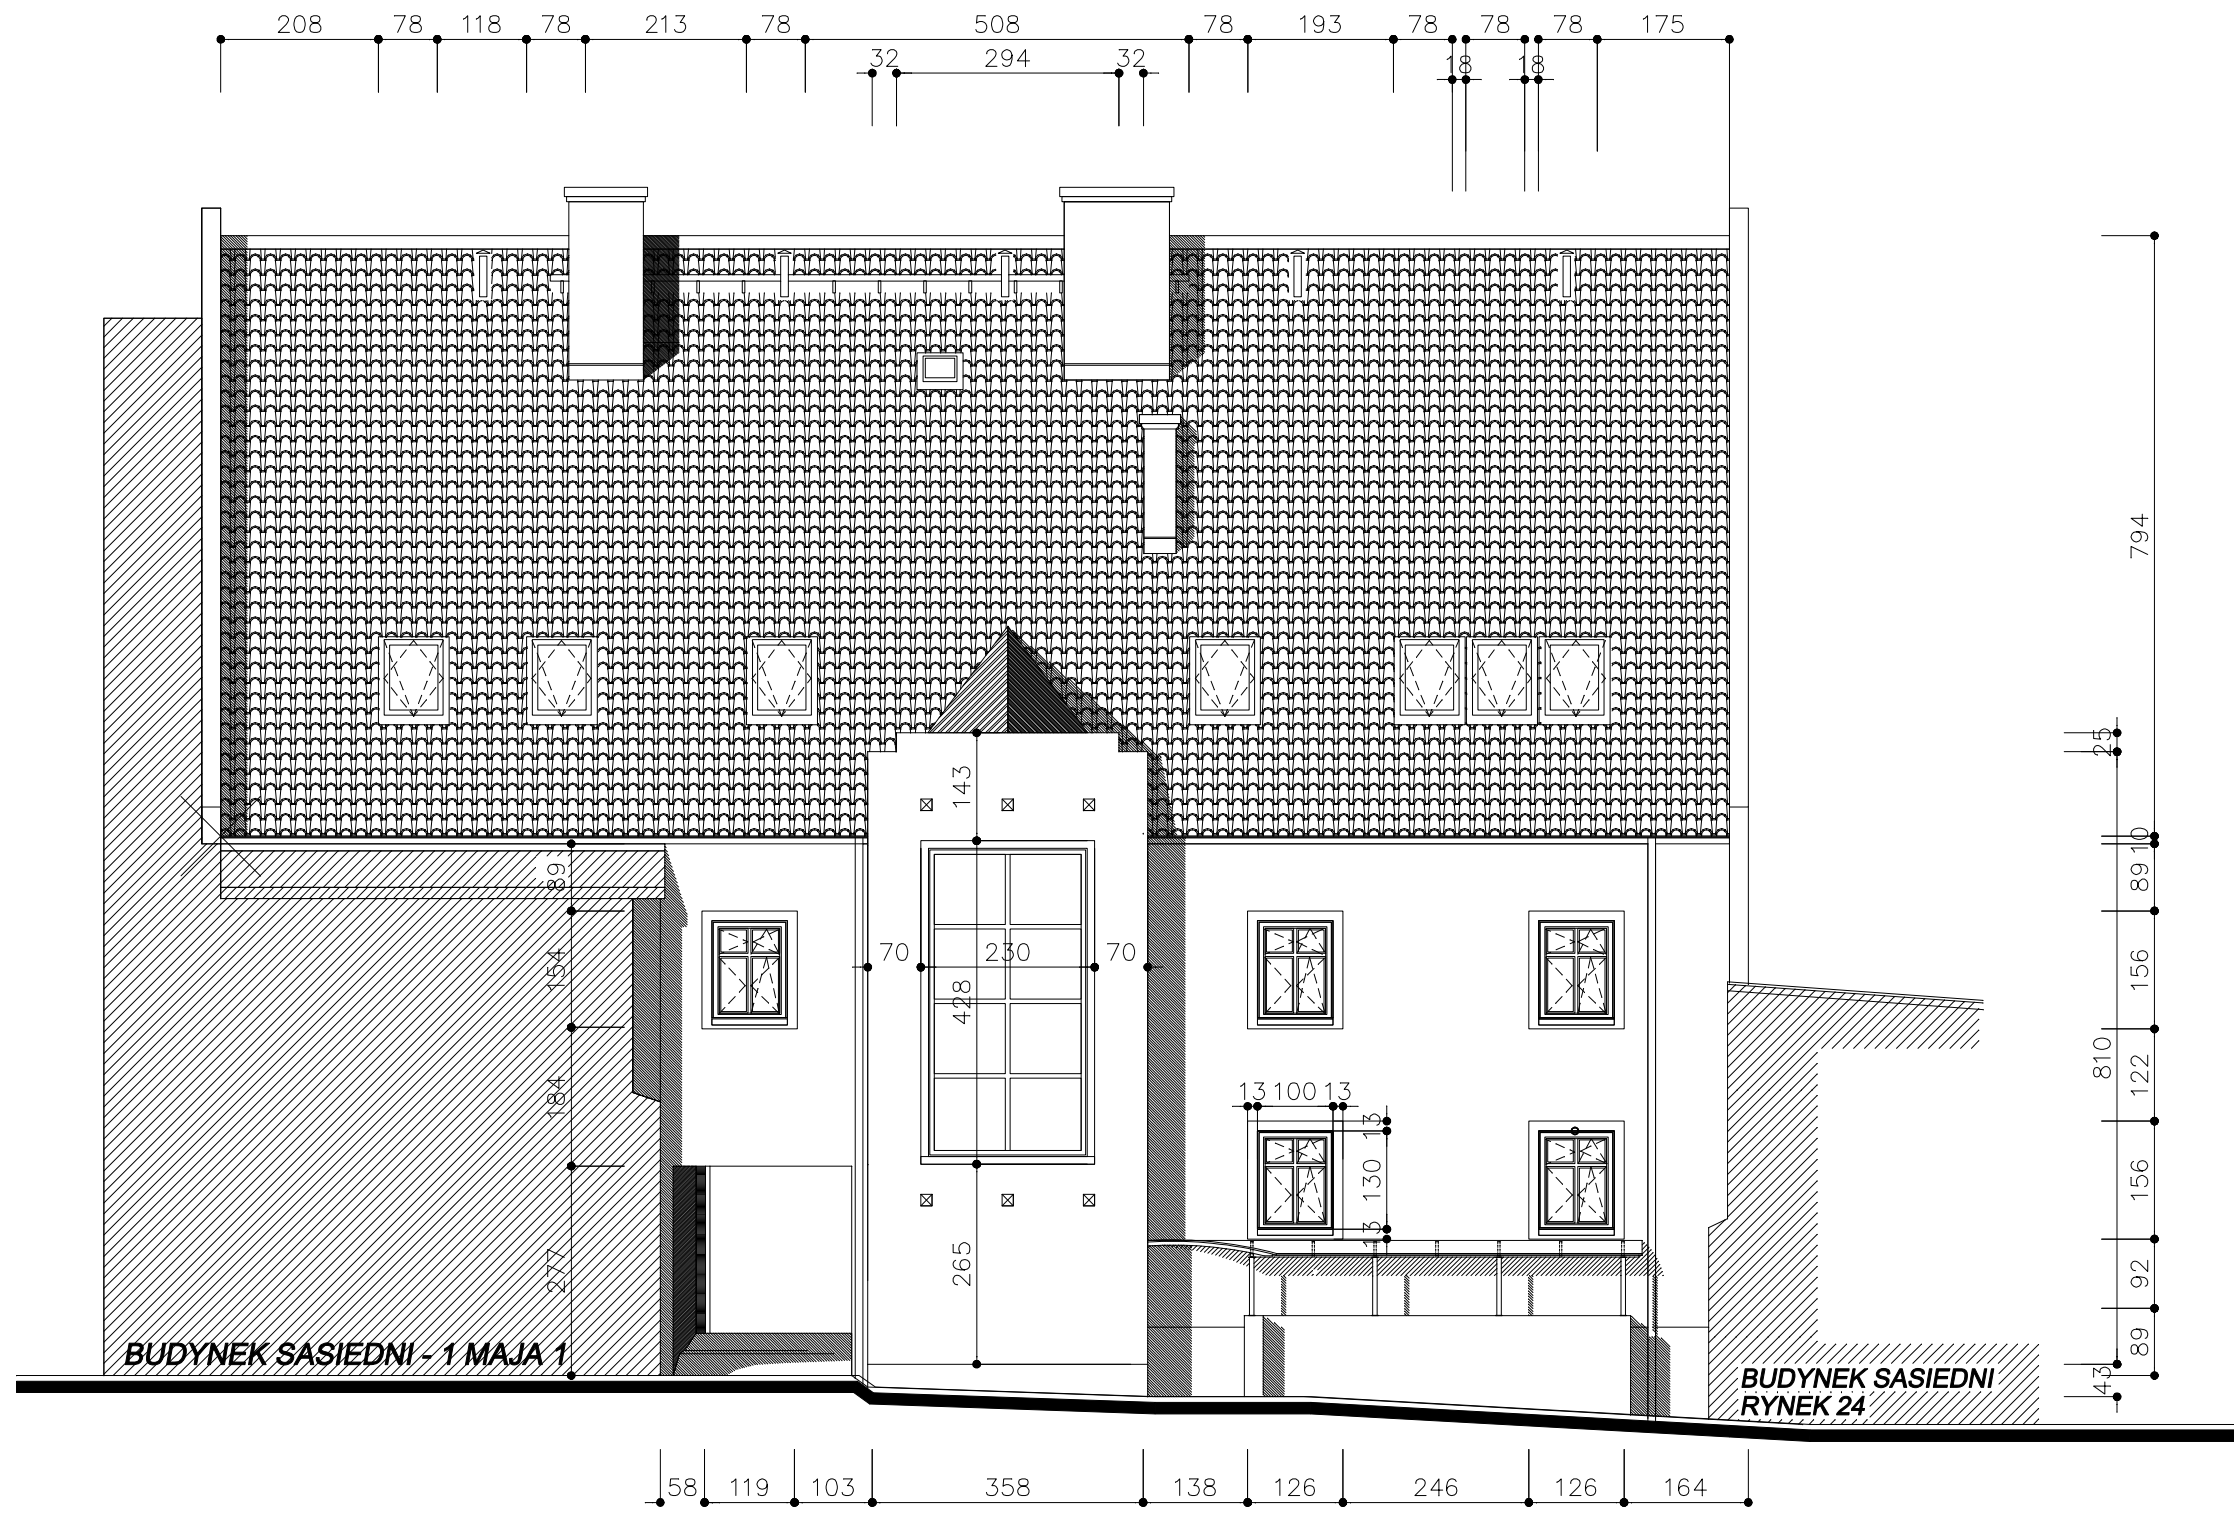 208 78 118 78 213 78 508 78 193 78 78 78 175
32 294 32 18 18
794
143
25
10
89 89
70 230 70
154 428 156
810
184 122
13 100 13 13
130 156
13
277 265 92
89
43
BUDYNEK SASIEDNI - 1 MAJA 1
BUDYNEK SASIEDNI
RYNEK 24
58 119 103 358 138 126 246 126 164